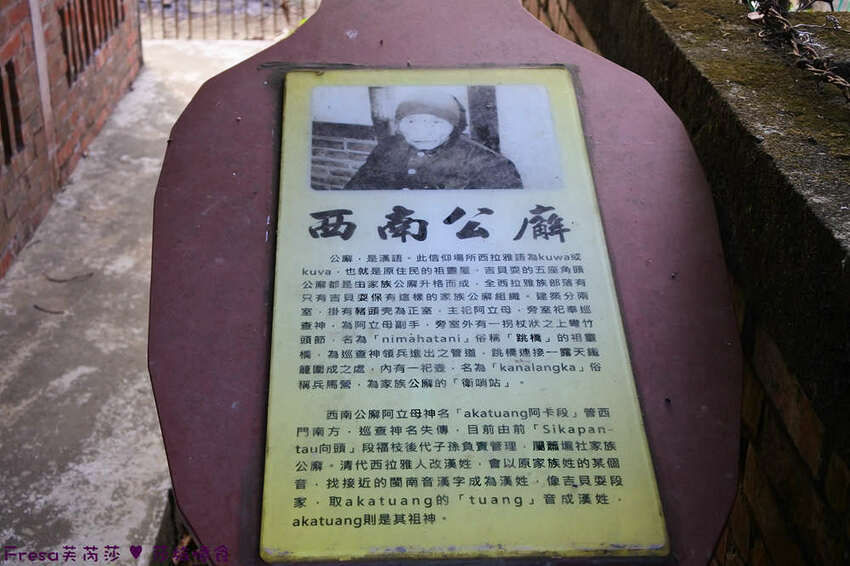 西南公廨
公廨，是漢語。此信仰場所西拉雅語為kuwa或
kuva，也就是原住民的祖靈屋，吉貝耍的五座角頭
公廨都是由家族公廨升格而成，全西拉雅族部落有
只有吉貝耍保有這樣的家族公廨組織。建築分兩
室，掛有豬頭壳為正室，主祀阿立母，旁室祀奉巡
查神，為阿立母副手，旁室外有一拐杖狀之上彎竹
頭節，名為「nimahatani」俗稱「跳橋」的祖靈
橋，為巡查神領兵進出之管道，跳橋連接一露天鐵
籠圍成之處，內有一祀壺，名為「kanalangka」俗
稱兵馬營，為家族公廨的「衛哨站」。
西南公廨阿立母神名「akatuang阿卡段」管西
門南方，巡查神名失傳，目前由前「Sikapan-
tau向頭」段福枝後代子孫負責管理，屬蕭壠社家族
公廨。清代西拉雅人改漢姓，會以原家族姓的某個
音，找接近的閩南音漢字成為漢姓，像吉貝耍段
家，取akatuang的「tuang」音成漢姓，
akatuang則是其祖神。
Fresa芙芮莎 ♥